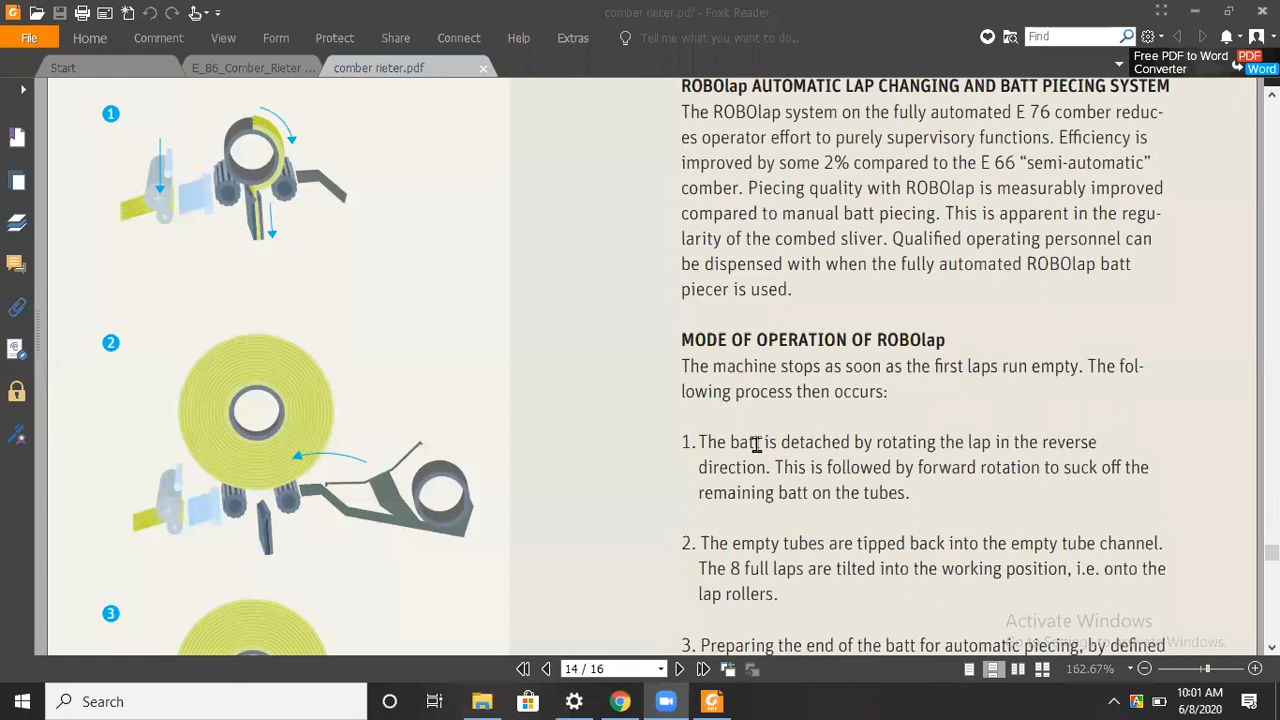 comber rieter.pdf - Foxit Reader
File Home Comment View Form Protect Share Connect Help Extras Tell me what you want to do.. Find
Start E_86_Comber_Rieter ... comber rieter.pdf
Free PDF to Word
Converter
PDF
Word
1
2
3
ROBOlap AUTOMATIC LAP CHANGING AND BATT PIECING SYSTEM
The ROBOlap system on the fully automated E 76 comber reduc-
es operator effort to purely supervisory functions. Efficiency is
improved by some 2% compared to the E 66 “semi-automatic”
comber. Piecing quality with ROBOlap is measurably improved
compared to manual batt piecing. This is apparent in the regu-
larity of the combed sliver. Qualified operating personnel can
be dispensed with when the fully automated ROBOlap batt
piecer is used.
MODE OF OPERATION OF ROBOlap
The machine stops as soon as the first laps run empty. The fol-
lowing process then occurs:
1. The batt is detached by rotating the lap in the reverse
direction. This is followed by forward rotation to suck off the
remaining batt on the tubes.
2. The empty tubes are tipped back into the empty tube channel.
The 8 full laps are tilted into the working position, i.e. onto the
lap rollers.
3. Preparing the end of the batt for automatic piecing, by defined
Activate Windows
Go to Settings to activate Windows.
14 / 16
162.67%
Search
10:01 AM
6/8/2020